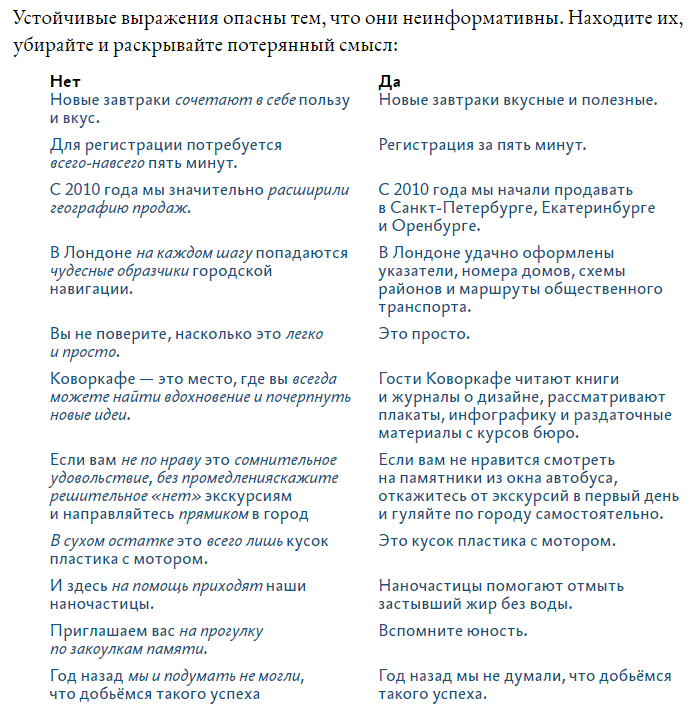 Устойчивые выражения опасны тем, что они неинформативны. Находите их,
убирайте и раскрывайте потерянный смысл:
Нет
Да
Новые завтраки сочетают в себе пользу
и вкус.
Новые завтраки вкусные и полезные.
Для регистрации потребуется
всего-навсего пять минут.
Регистрация за пять минут.
С 2010 года мы значительно расширили
географию продаж.
С 2010 года мы начали продавать
в Санкт-Петербурге, Екатеринбурге
и Оренбурге.
В Лондоне на каждом шагу попадаются
чудесные образчики городской
навигации.
В Лондоне удачно оформлены
указатели, номера домов, схемы
районов и маршруты общественного
транспорта.
Вы не поверите, насколько это легко
и просто.
Это просто.
Коворкафе — это место, где вы всегда
можете найти вдохновение и почерпнуть
новые идеи.
Гости Коворкафе читают книги
и журналы о дизайне, рассматривают
плакаты, инфографику и раздаточные
материалы с курсов бюро.
Если вам не по нраву это сомнительное
удовольствие, без промедленияскажите
решительное «нет» экскурсиям
и направляйтесь прямиком в город
Если вам не нравится смотреть
на памятники из окна автобуса,
откажитесь от экскурсий в первый день
и гуляйте по городу самостоятельно.
В сухом остатке это всего лишь кусок
пластика с мотором.
Это кусок пластика с мотором.
И здесь на помощь приходят наши
наночастицы.
Наночастицы помогают отмыть
застывший жир без воды.
Приглашаем вас на прогулку
по закоулкам памяти.
Вспомните юность.
Год назад мы и подумать не могли,
что добьёмся такого успеха
Год назад мы не думали, что добьёмся
такого успеха.